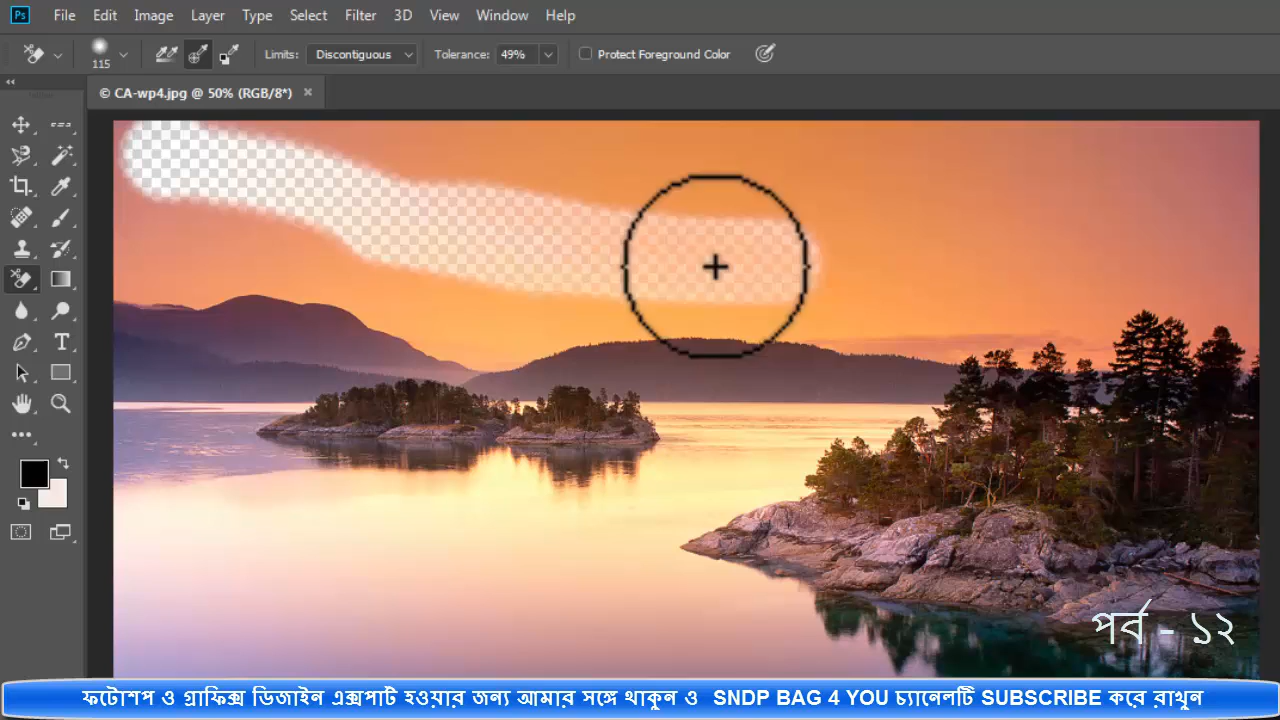 Ps File Edit Image Layer Type Select Filter 3D View Window Help
115 Limits: Discontiguous Tolerance: 49% Protect Foreground Color
© CA-wp4.jpg @ 50% (RGB/8*) ×
পর্ব - ১২
ফটোশপ ও গ্রাফিক্স ডিজাইন এক্সপার্ট হওয়ার জন্য আমার সঙ্গে থাকুন ও SNDP BAG 4 YOU চ্যানেলটি SUBSCRIBE করে রাখুন